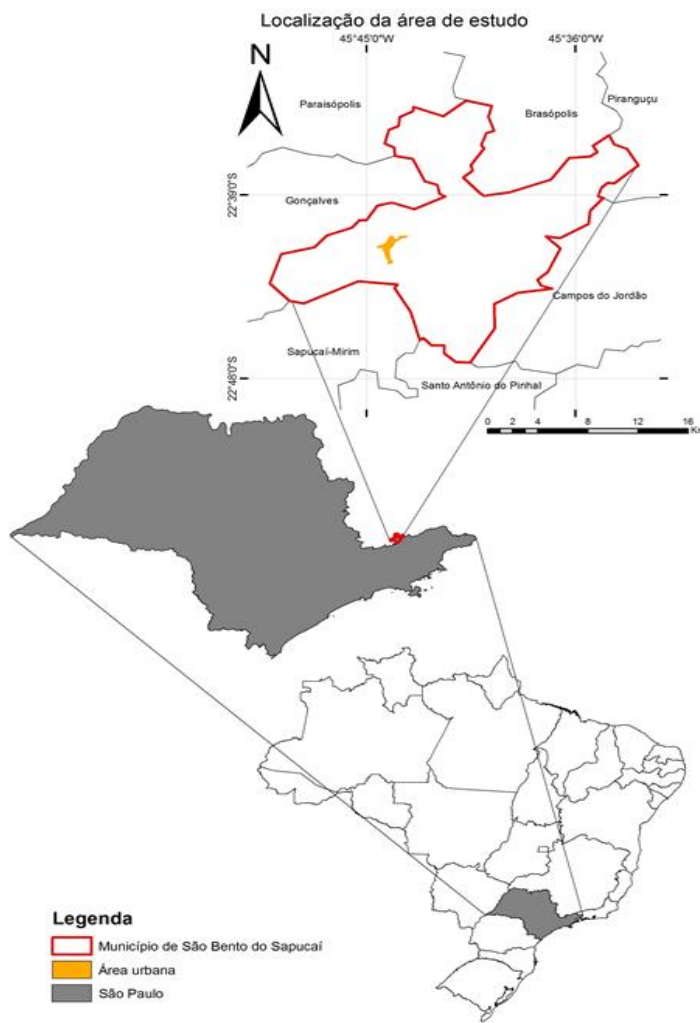 Localização da área de estudo
45°45'0"W
45°36'0"W
N
Paraisópolis
Brasópolis
Piranguçu
22°39'0"S
Gonçalves
Campos do Jordão
Sapucaí-Mirim
22°48'0"S
Santo Antônio do Pinhal
0 2 4 8 12 16
Km
Legenda
Município de São Bento do Sapucaí
Área urbana
São Paulo